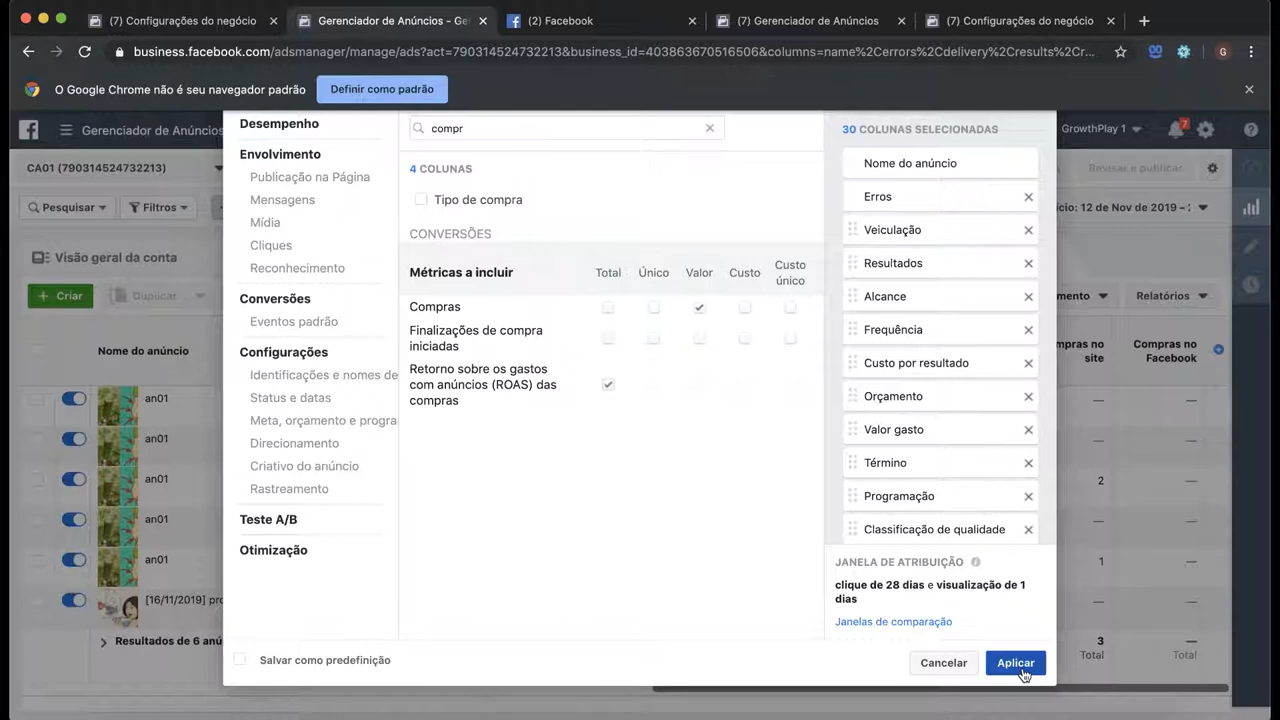 (7) Configurações do negócio
Gerenciador de Anúncios - Ge
(2) Facebook
(7) Gerenciador de Anúncios
(7) Configurações do negócio
business.facebook.com/adsmanager/manage/ads?act=790314524732213&business_id=403863670516506&columns=name%2Cerrors%2Cdelivery%2Cresults%2Cr...
G
O Google Chrome não é seu navegador padrão
Definir como padrão
Gerenciador de Anúncios
GrowthPlay 1
7
CA01 (790314524732213)
Revisar e publicar
Pesquisar
Filtros
ício: 12 de Nov de 2019 – :
Visão geral da conta
Criar
Duplicar
mento
Relatórios
Nome do anúncio
mpras no site
Compras no Facebook
an01
— —
an01
— —
an01
2 —
an01
— —
an01
1 —
[16/11/2019] pro
— —
Resultados de 6 anú
3 —
Total Total
Desempenho
Envolvimento
Publicação na Página
Mensagens
Mídia
Cliques
Reconhecimento
Conversões
Eventos padrão
Configurações
Identificações e nomes de
Status e datas
Meta, orçamento e progra
Direcionamento
Criativo do anúncio
Rastreamento
Teste A/B
Otimização
compr
4 COLUNAS
Tipo de compra
CONVERSÕES
Métricas a incluir
Total
Único
Valor
Custo
Custo único
Compras
Finalizações de compra
iniciadas
Retorno sobre os gastos
com anúncios (ROAS) das
compras
30 COLUNAS SELECIONADAS
Nome do anúncio
Erros
Veiculação
Resultados
Alcance
Frequência
Custo por resultado
Orçamento
Valor gasto
Término
Programação
Classificação de qualidade
JANELA DE ATRIBUIÇÃO
clique de 28 dias e visualização de 1
dias
Janelas de comparação
Salvar como predefinição
Cancelar
Aplicar